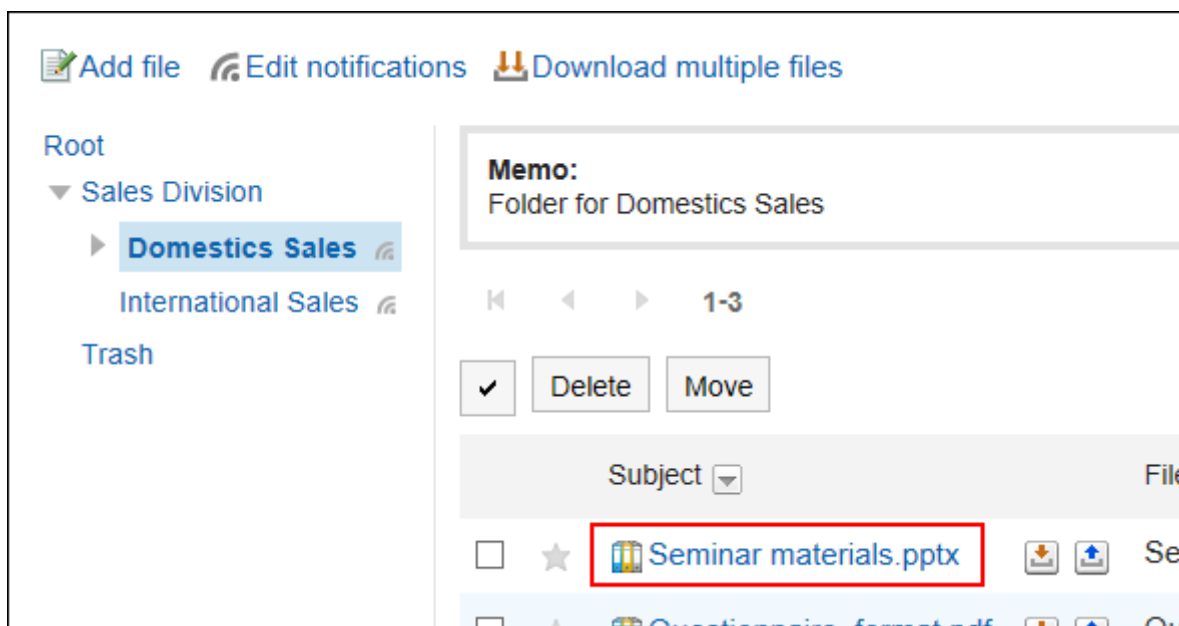 Add file Edit notifications Download multiple files
Root
Sales Division
Domestics Sales
International Sales
Trash
Memo:
Folder for Domestics Sales
1-3
Delete Move
Subject
Seminar materials.pptx